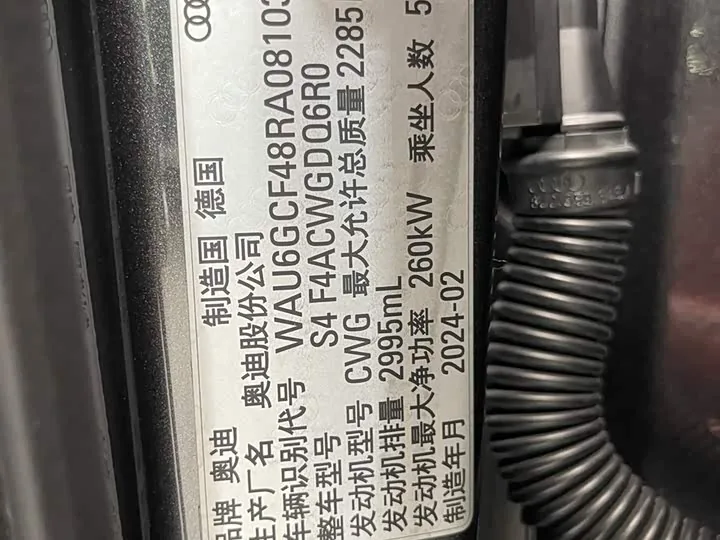 品牌 奥迪 制造国 德国
生产厂名 奥迪股份公司
车辆识别代号 WAU6GCF48RA08103
整车型号 S4 F4ACWGDQ6R0
发动机型号 CWG 最大允许总质量 2285
发动机排量 2995mL
发动机最大净功率 260kW 乘坐人数 5
制造年月 2024-02